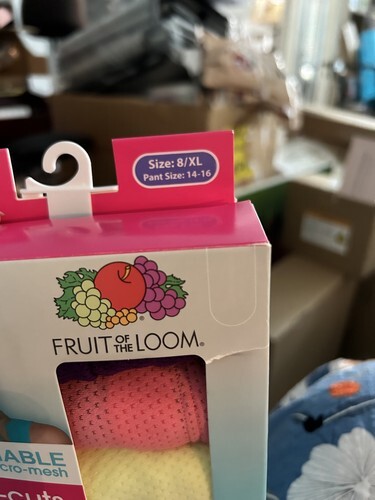 Size: 8/XL
Pant Size: 14-16
FRUIT OF THE LOOM®